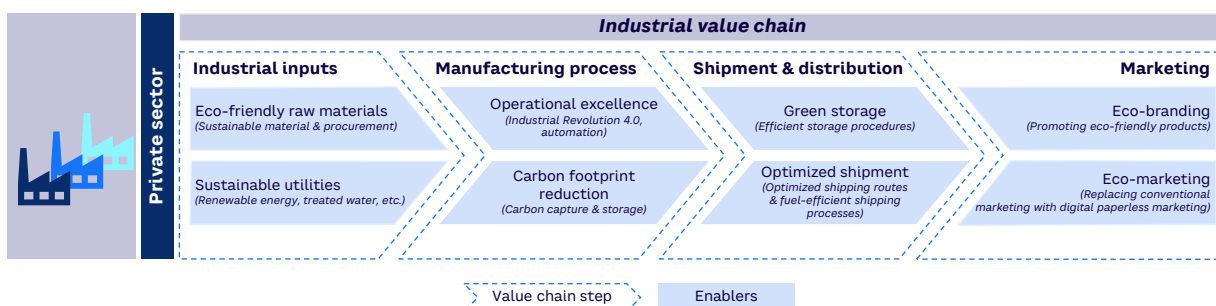 Industrial value chain
Private sector
Industrial inputs
Eco-friendly raw materials
(Sustainable material & procurement)
Sustainable utilities
(Renewable energy, treated water, etc.)
Manufacturing process
Operational excellence
(Industrial Revolution 4.0,
automation)
Carbon footprint
reduction
(Carbon capture & storage)
Shipment & distribution
Green storage
(Efficient storage procedures)
Optimized shipment
(Optimized shipping routes
& fuel-efficient shipping
processes)
Marketing
Eco-branding
(Promoting eco-friendly products)
Eco-marketing
(Replacing conventional
marketing with digital paperless marketing)
Value chain step
Enablers